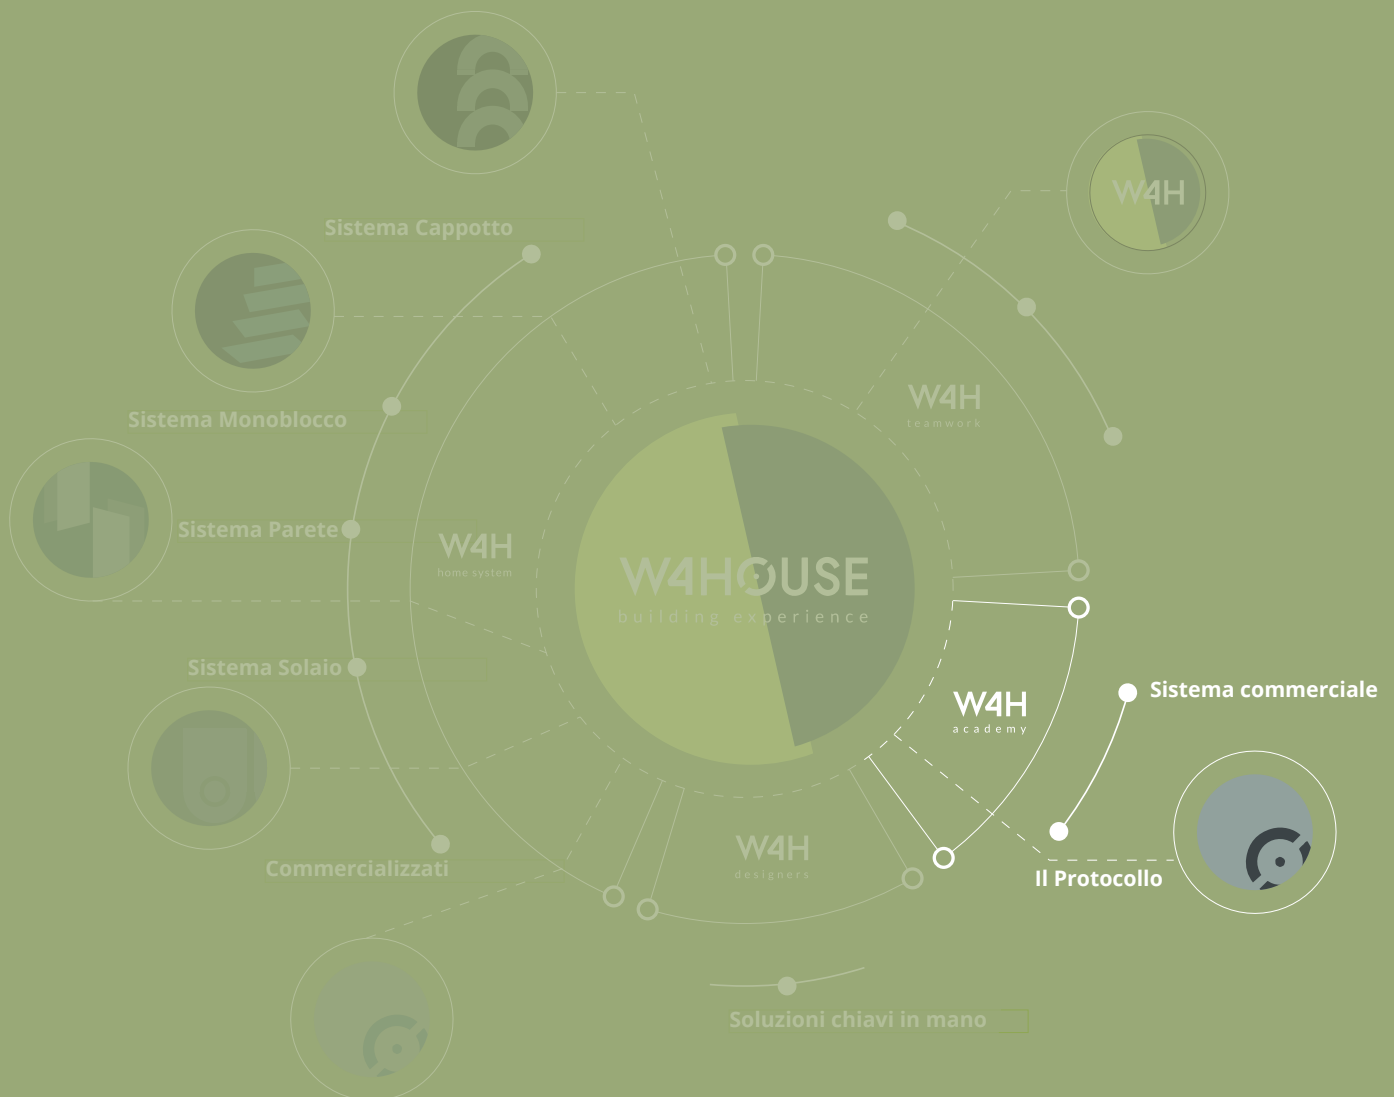 W4H
Sistema Cappotto
W4H
teamwork
Sistema Monoblocco
Sistema Parete
W4H
home system
W4HOUSE
building experience
Sistema Solaio
Sistema commerciale
W4H
academy
W4H
designers
Commercializzati
Il Protocollo
Soluzioni chiavi in mano